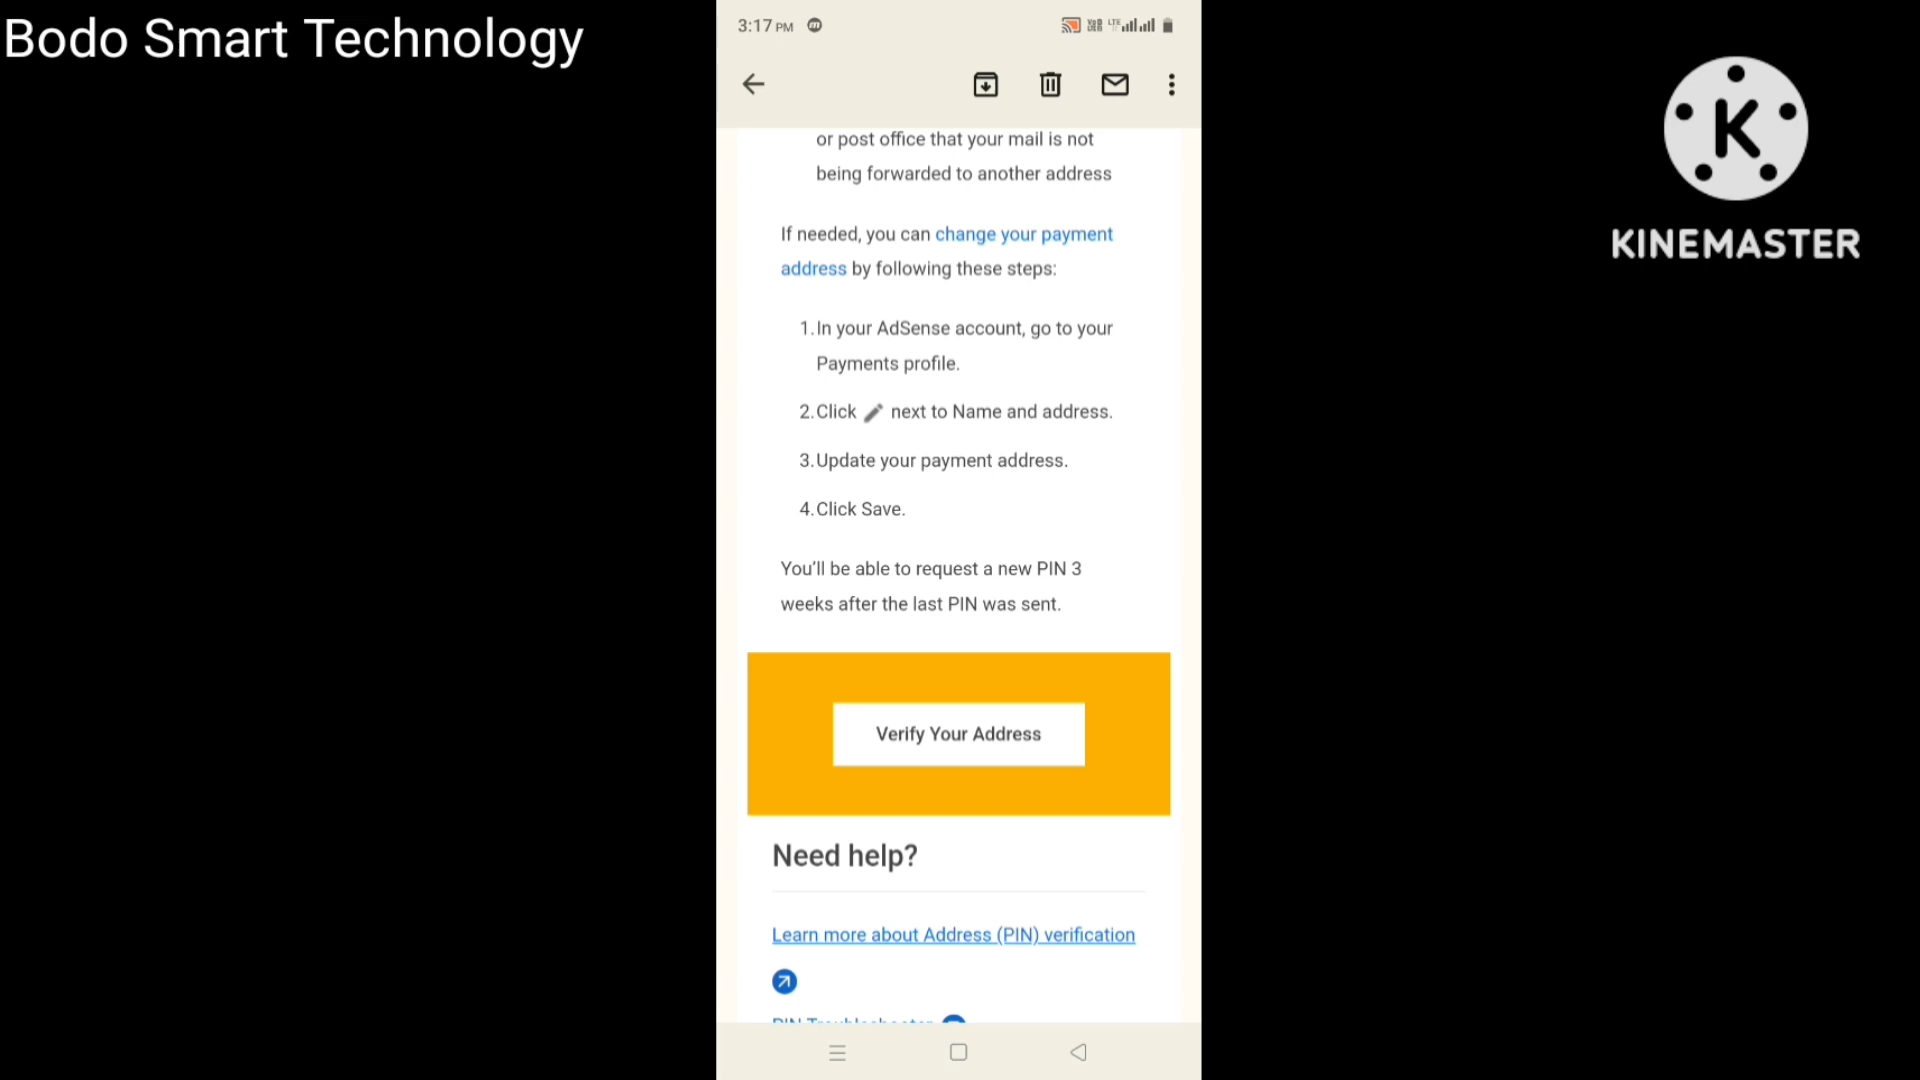 Bodo Smart Technology
3:17 PM
KINEMASTER
or post office that your mail is not
being forwarded to another address
If needed, you can change your payment
address by following these steps:
1. In your AdSense account, go to your
Payments profile.
2. Click next to Name and address.
3. Update your payment address.
4. Click Save.
You'll be able to request a new PIN 3
weeks after the last PIN was sent.
Verify Your Address
Need help?
Learn more about Address (PIN) verification